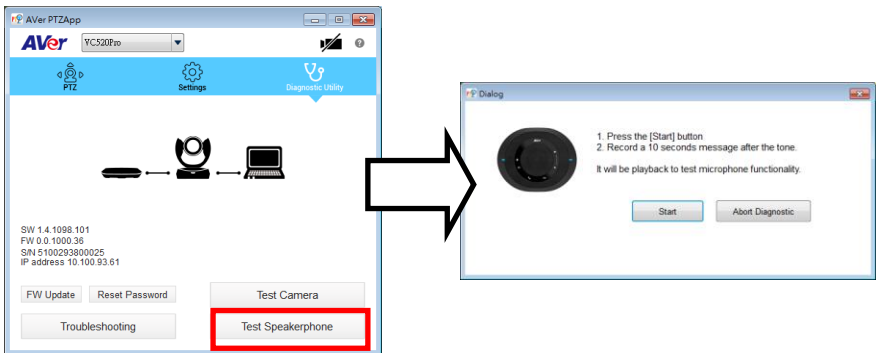 AVer PTZApp
AVer
VC520Pro
PTZ
Settings
Diagnostic Utility
SW 1.4.1098.101
FW 0.0.1000.36
S/N 5100293800025
IP address 10.100.93.61
FW Update
Reset Password
Test Camera
Troubleshooting
Test Speakerphone
Dialog
1. Press the [Start] button
2. Record a 10 seconds message after the tone.
It will be playback to test microphone functionality.
Start
Abort Diagnostic